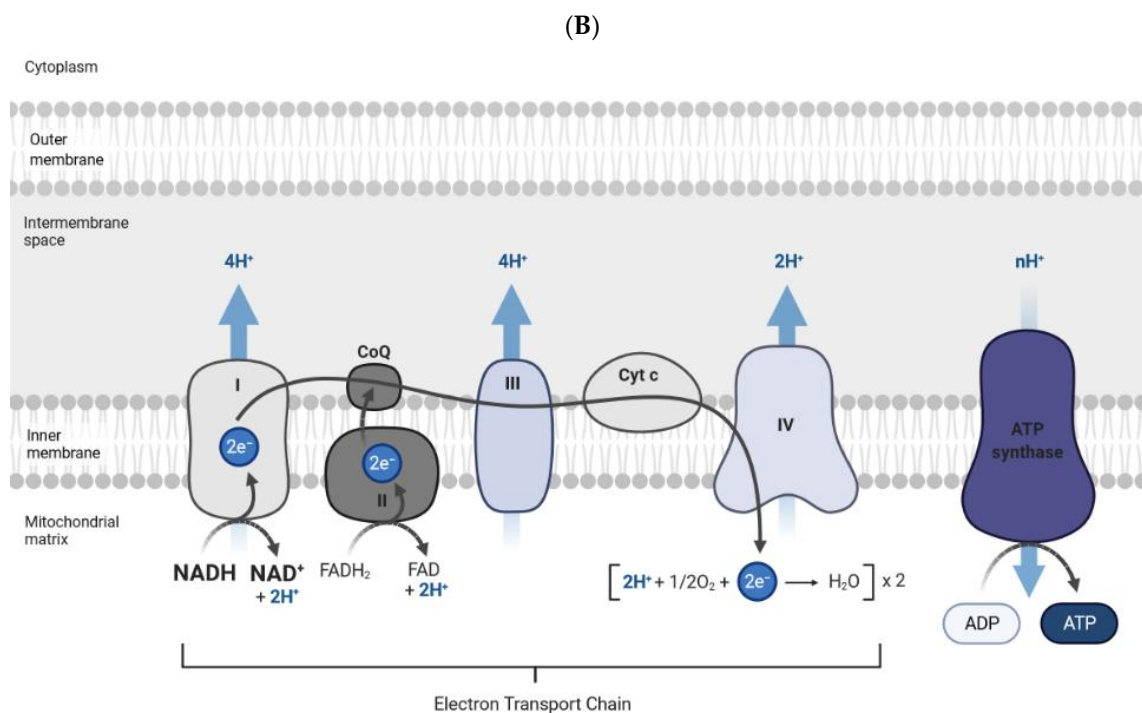 (B)
Cytoplasm
Outer
membrane
Intermembrane
space
4H⁺
4H⁺
2H⁺
nH⁺
CoQ
I
III
Cyt c
IV
ATP
synthase
Inner
membrane
2e⁻
2e⁻
II
Mitochondrial
matrix
NADH
NAD⁺
+ 2H⁺
FADH₂
FAD
+ 2H⁺
[2H⁺ + 1/2O₂ + 2e⁻ → H₂O] x 2
ADP
ATP
Electron Transport Chain